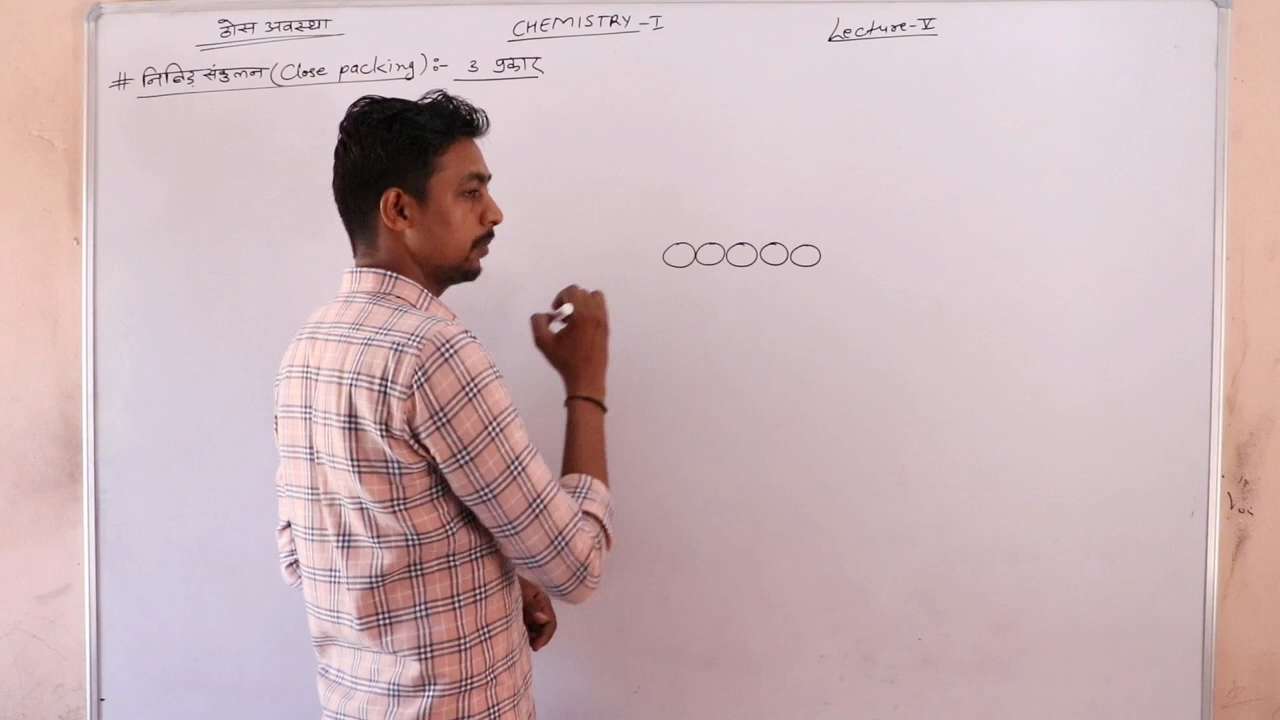 ठोस अवस्था CHEMISTRY-I Lecture-V
# निबिड़ संकुलन (Close packing) :- 3 प्रकार